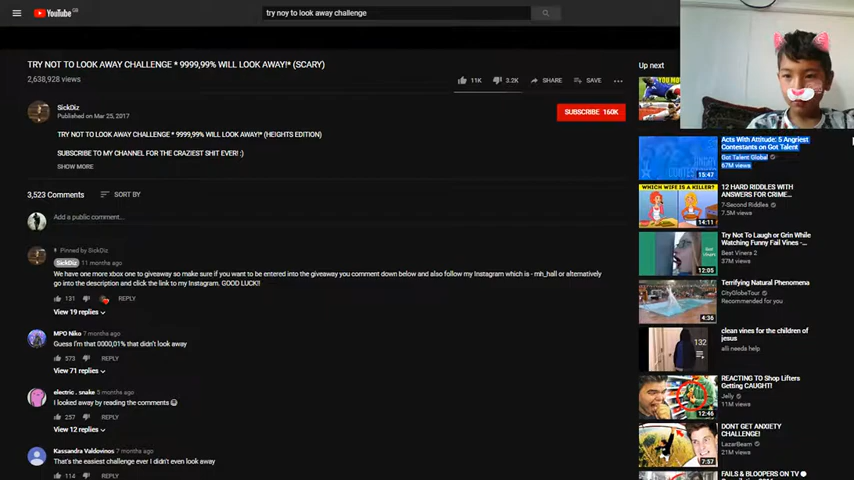 YouTube GB
try noy to look away challenge
TRY NOT TO LOOK AWAY CHALLENGE * 9999,99% WILL LOOK AWAY!* (SCARY)
2,638,928 views
11K 3.2K SHARE SAVE
SickDiz
Published on Mar 25, 2017
SUBSCRIBE 160K
TRY NOT TO LOOK AWAY CHALLENGE * 9999,99% WILL LOOK AWAY!* (HEIGHTS EDITION)
SUBSCRIBE TO MY CHANNEL FOR THE CRAZIEST SHIT EVER! :)
SHOW MORE
3,523 Comments SORT BY
Add a public comment...
Pinned by SickDiz
SickDiz 11 months ago
We have one more xbox one to giveaway so make sure if you want to be entered into the giveaway you comment down below and also follow my Instagram which is - mh_hall or alternatively
go into the description and click the link to my Instagram. GOOD LUCK!!
131 REPLY
View 19 replies
MPO Niko 7 months ago
Guess I'm that 0000,01% that didn't look away
573 REPLY
View 71 replies
electric . snake 5 months ago
I looked away by reading the comments
257 REPLY
View 12 replies
Kassandra Valdovinos 7 months ago
That's the easiest challenge ever I didn't even look away
114 REPLY
Up next
Acts With Attitude: 5 Angriest
Contestants on Got Talent
Got Talent Global
67M views
15:47
WHICH WIFE IS A KILLER?
12 HARD RIDDLES WITH
ANSWERS FOR CRIME...
7-Second Riddles
7.5M views
14:11
Try Not To Laugh or Grin While
Watching Funny Fail Vines -...
Best Viners 2
37M views
12:05
Terrifying Natural Phenomena
CityGlobeTour
Recommended for you
4:36
clean vines for the children of
jesus
alli needs help
132
REACTING TO Shop Lifters
Getting CAUGHT!
Jelly
11M views
12:46
DONT GET ANXIETY
CHALLENGE!
LazarBeam
21M views
7:57
FAILS & BLOOPERS ON TV